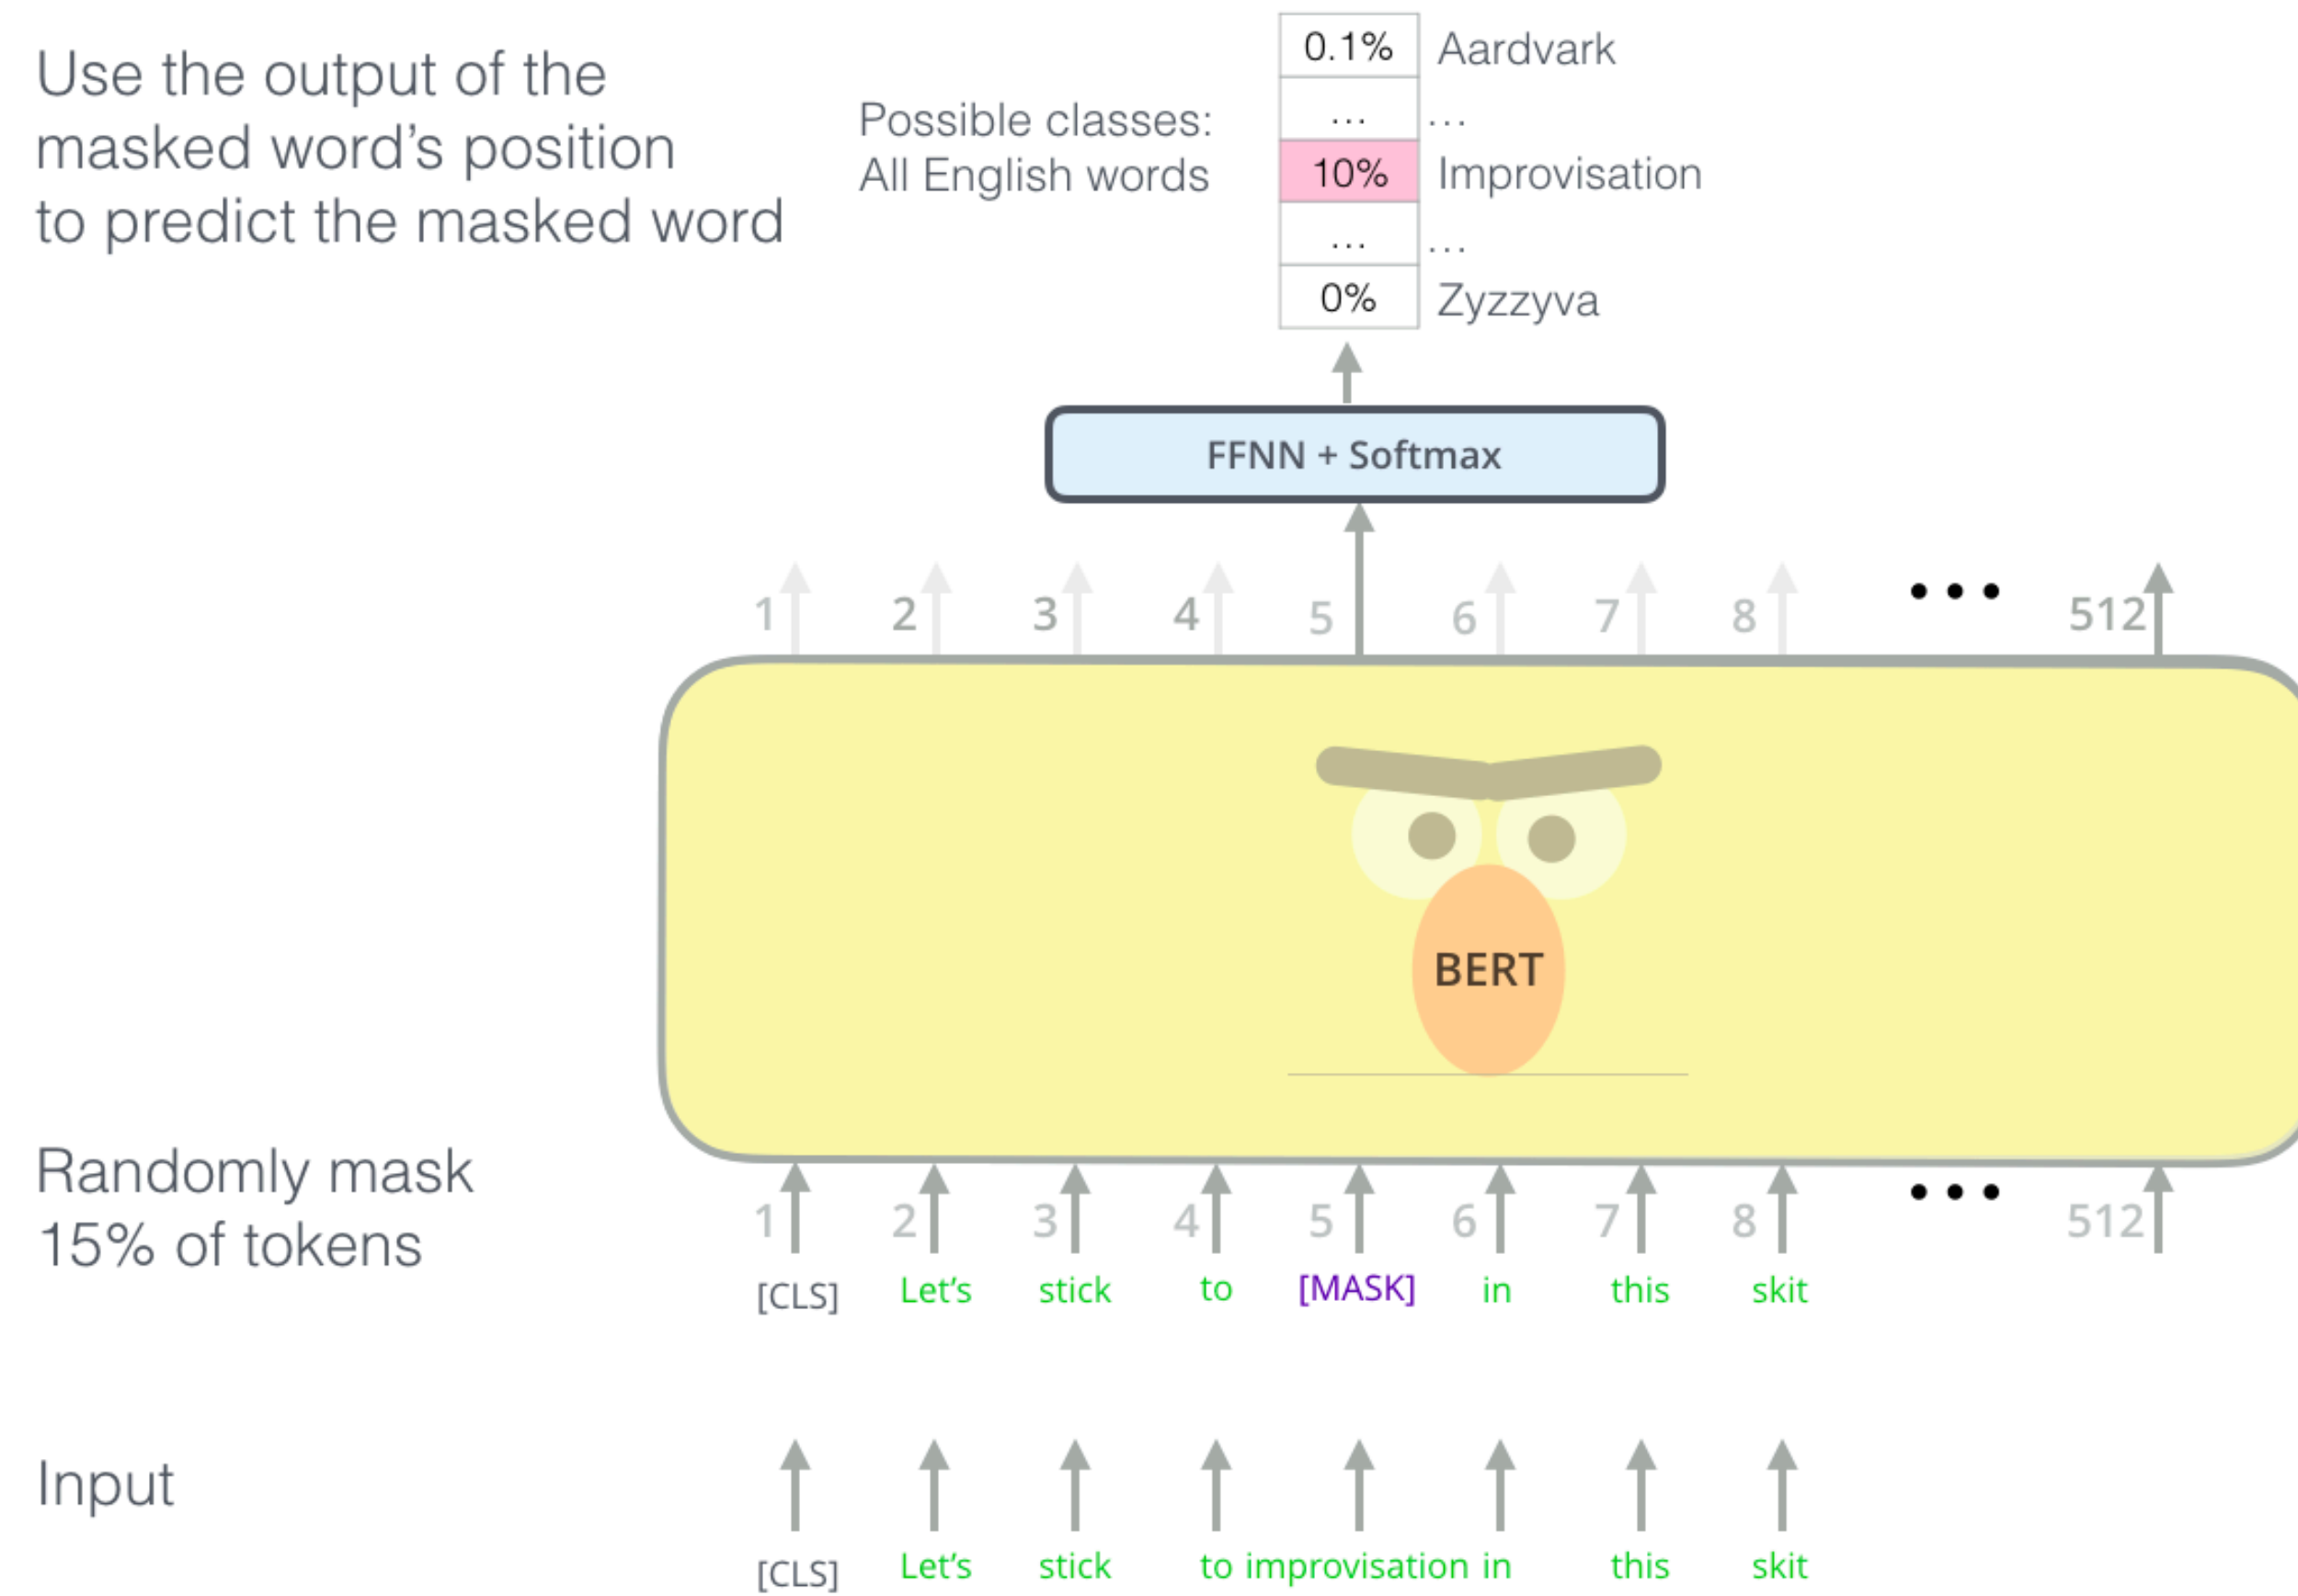 Use the output of the
masked word's position
to predict the masked word
Possible classes:
All English words
0.1% Aardvark
... ...
10% Improvisation
... ...
0% Zyzzyva
FFNN + Softmax
1 2 3 4 5 6 7 8 ••• 512
BERT
Randomly mask
15% of tokens
1 2 3 4 5 6 7 8 ••• 512
[CLS] Let's stick to [MASK] in this skit
Input
[CLS] Let's stick to improvisation in this skit